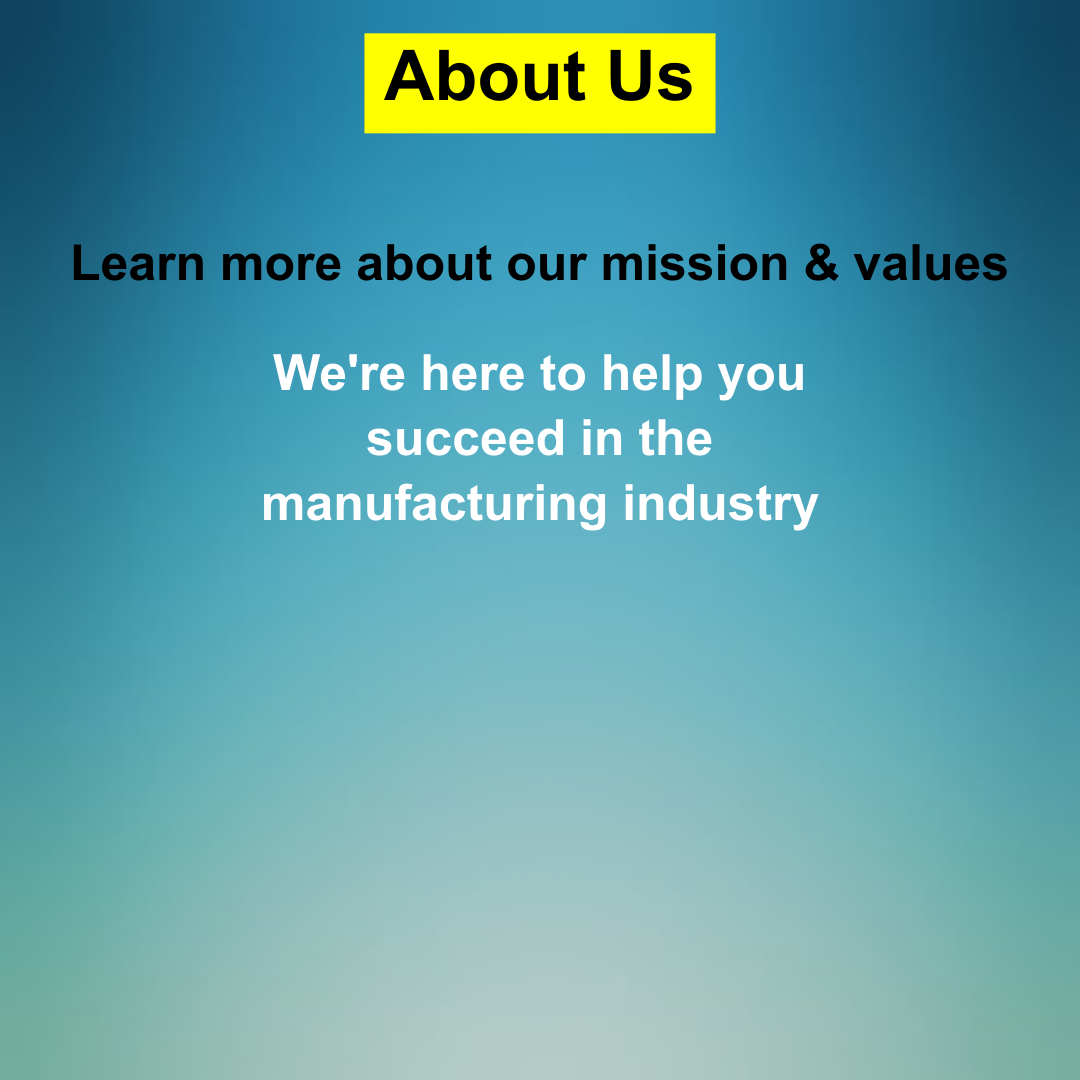 About Us
Learn more about our mission & values
We're here to help you
succeed in the
manufacturing industry